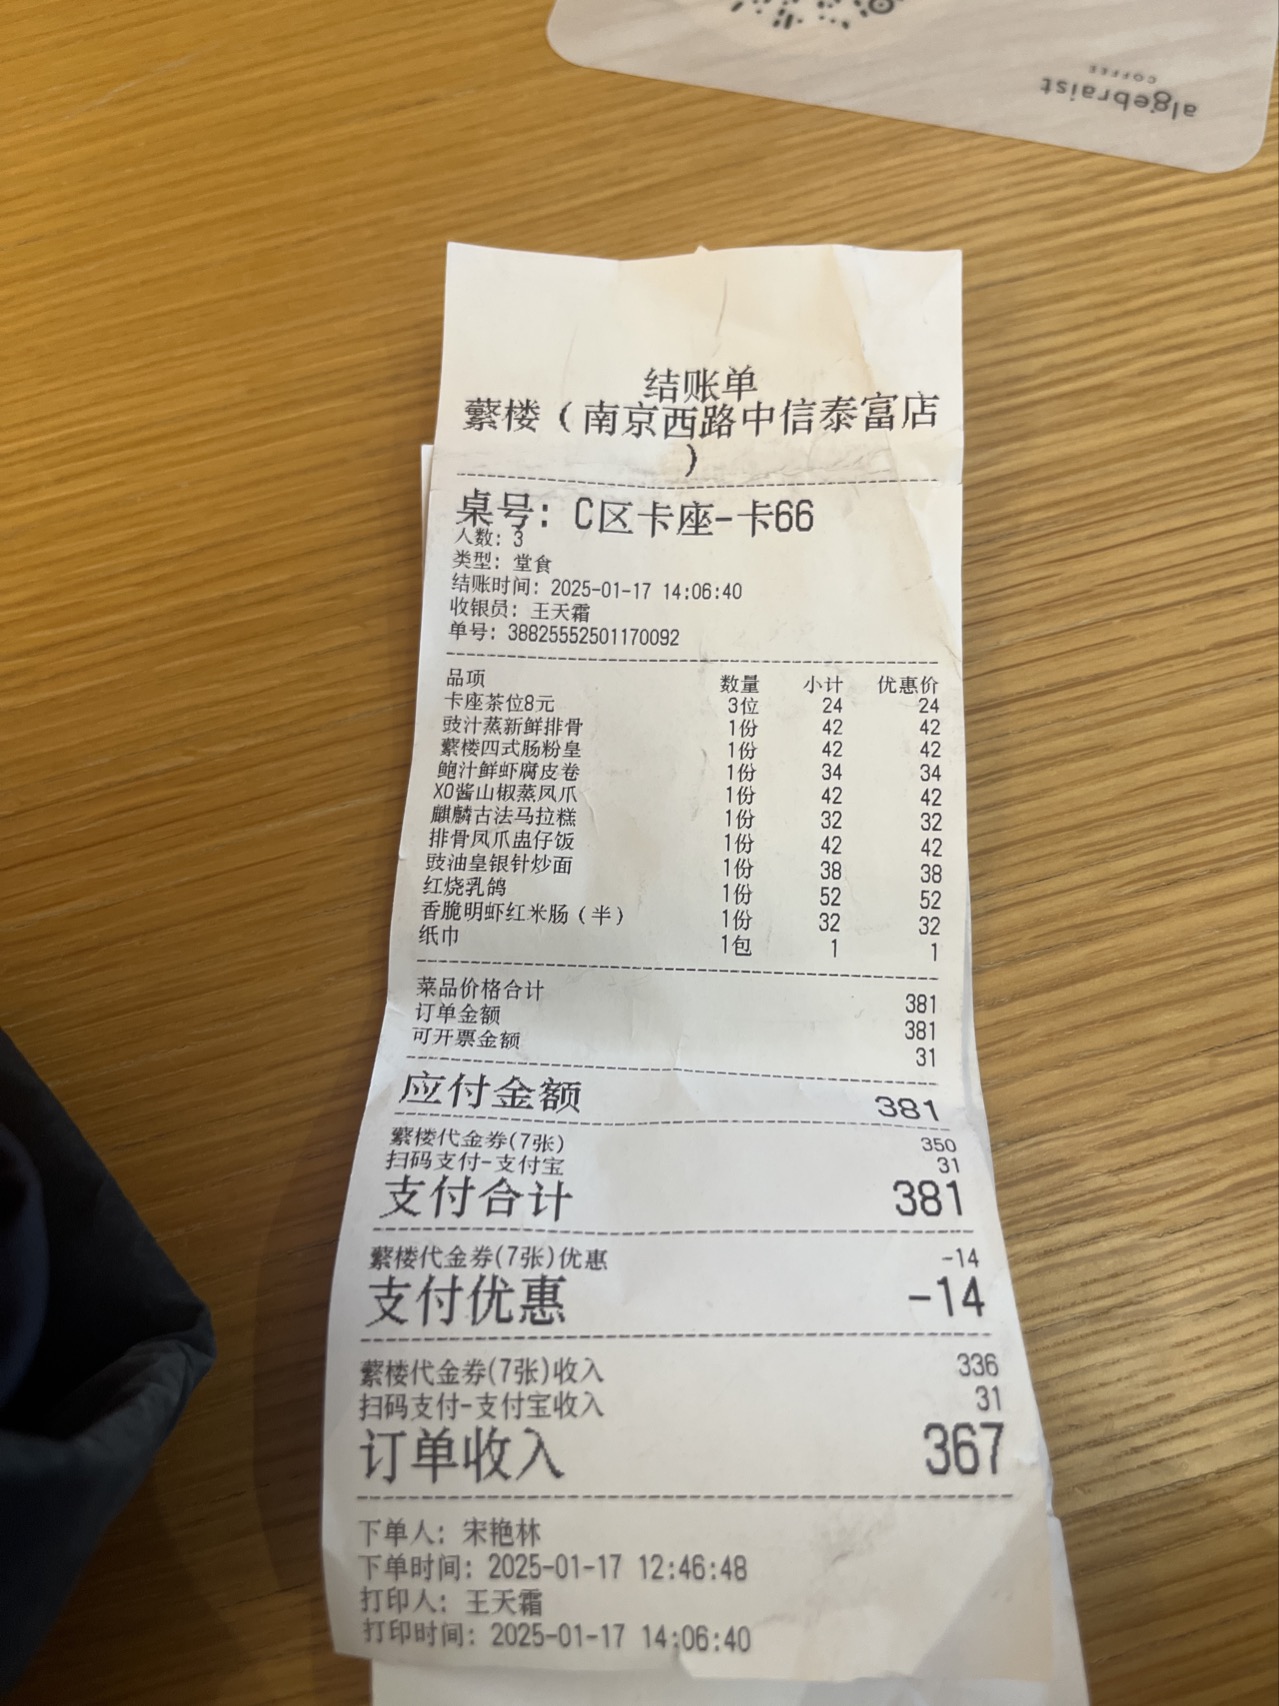 algebraist
COFFEE
结账单
蘩楼（南京西路中信泰富店
）
桌号: C区卡座-卡66
人数: 3
类型: 堂食
结账时间: 2025-01-17 14:06:40
收银员: 王天霜
单号: 38825552501170092
品项 数量 小计 优惠价
卡座茶位8元 3位 24 24
豉汁蒸新鲜排骨 1份 42 42
蘩楼四式肠粉皇 1份 42 42
鲍汁鲜虾腐皮卷 1份 34 34
XO酱山椒蒸凤爪 1份 42 42
麒麟古法马拉糕 1份 32 32
排骨凤爪盅仔饭 1份 42 42
豉油皇银针炒面 1份 38 38
红烧乳鸽 1份 52 52
香脆明虾红米肠（半） 1份 32 32
纸巾 1包 1 1
菜品价格合计 381
订单金额 381
可开票金额 31
应付金额 381
蘩楼代金券(7张) 350
扫码支付-支付宝 31
支付合计 381
蘩楼代金券(7张)优惠 -14
支付优惠 -14
蘩楼代金券(7张)收入 336
扫码支付-支付宝收入 31
订单收入 367
下单人: 宋艳林
下单时间: 2025-01-17 12:46:48
打印人: 王天霜
打印时间: 2025-01-17 14:06:40